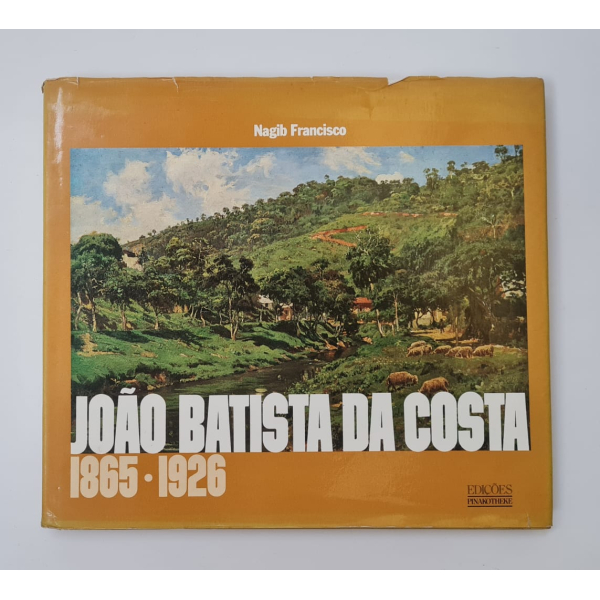 Nagib Francisco
JOÃO BATISTA DA COSTA
1865 • 1926
EDIÇÕES
PINAKOTHEKE